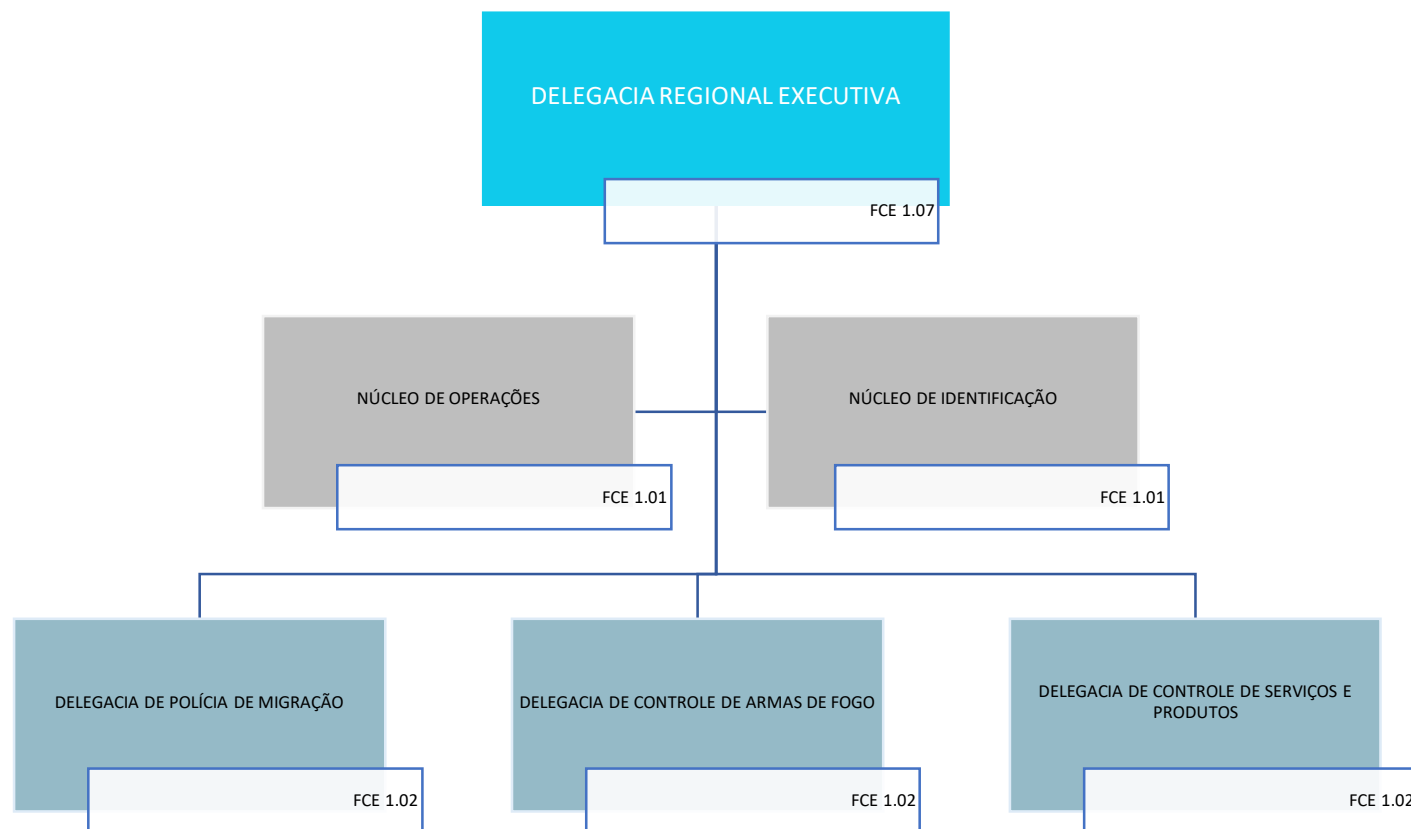 DELEGACIA REGIONAL EXECUTIVA
FCE 1.07
NÚCLEO DE OPERAÇÕES
FCE 1.01
NÚCLEO DE IDENTIFICAÇÃO
FCE 1.01
DELEGACIA DE POLÍCIA DE MIGRAÇÃO
FCE 1.02
DELEGACIA DE CONTROLE DE ARMAS DE FOGO
FCE 1.02
DELEGACIA DE CONTROLE DE SERVIÇOS E
PRODUTOS
FCE 1.02